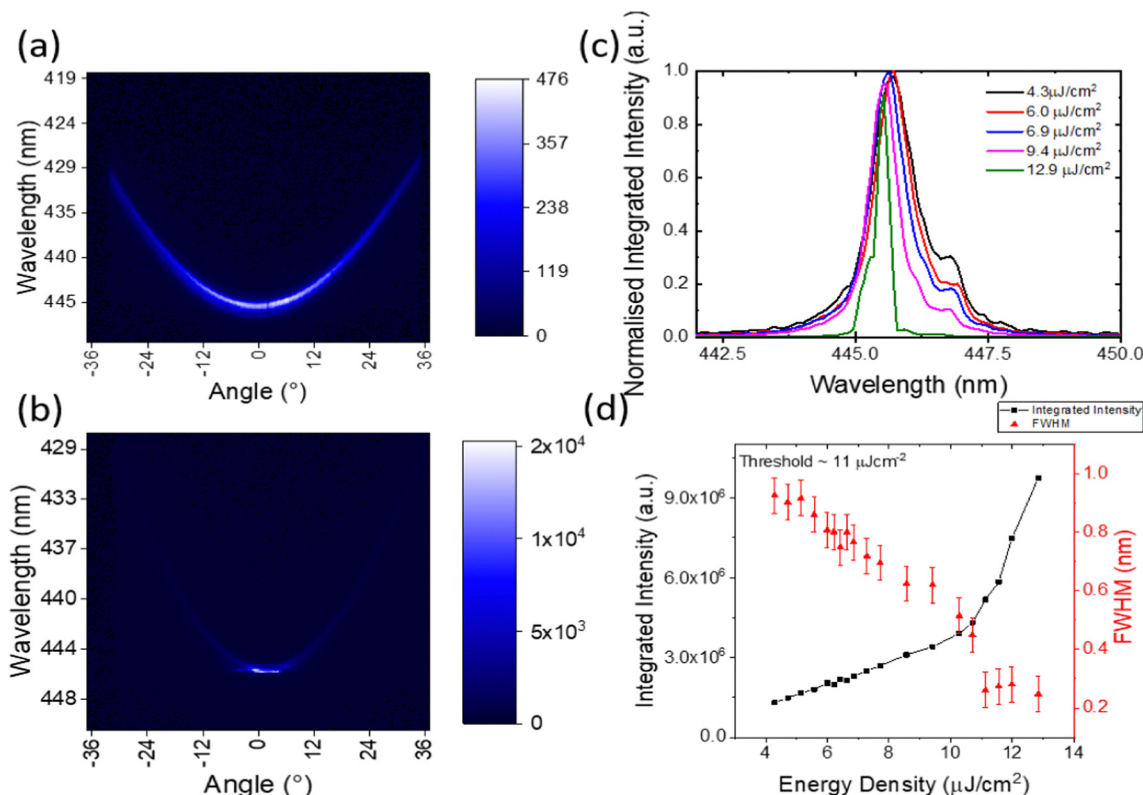 (a)
Wavelength (nm)
419
424
429
435
440
445
-36
-24
-12
0
12
24
36
Angle (°)
476
357
238
119
0
(b)
Wavelength (nm)
429
433
437
440
444
448
-36
-24
-12
0
12
24
36
Angle (°)
2x10⁴
1x10⁴
5x10³
0
(c)
Normalised Integrated Intensity (a.u.)
1.0
0.8
0.6
0.4
0.2
0.0
442.5
445.0
447.5
450.0
Wavelength (nm)
4.3μJ/cm²
6.0 μJ/cm²
6.9 μJ/cm²
9.4 μJ/cm²
12.9 μJ/cm²
(d)
Integrated Intensity
FWHM
Threshold ~ 11 μJcm⁻²
Integrated Intensity (a.u.)
9.0x10⁶
6.0x10⁶
3.0x10⁶
0.0
4
6
8
10
12
14
Energy Density (μJ/cm²)
1.0
0.8
0.6
0.4
0.2
FWHM (nm)